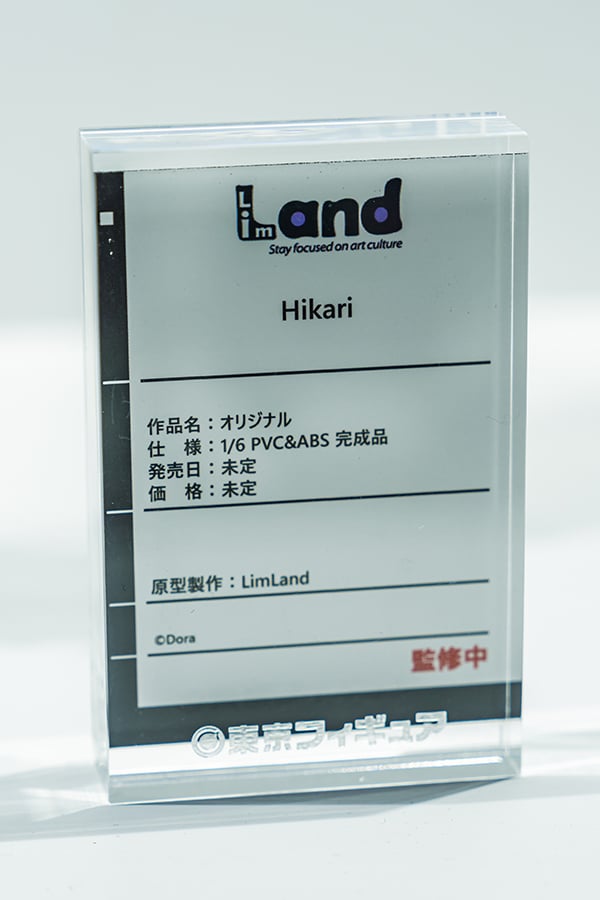 LimLand
Stay focused on art culture
Hikari
作品名：オリジナル
仕　様：1/6 PVC&ABS 完成品
発売日：未定
価　格：未定
原型製作：LimLand
©Dora
監修中
東京フィギュア